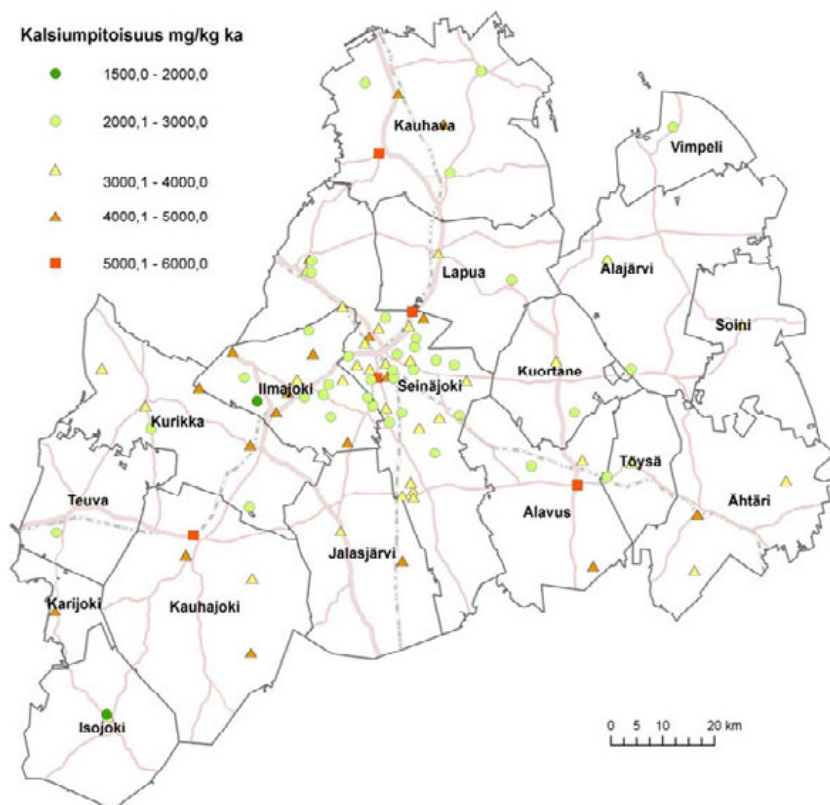 Kalsiumpitoisuus mg/kg ka
1500,0 - 2000,0
2000,1 - 3000,0
3000,1 - 4000,0
4000,1 - 5000,0
5000,1 - 6000,0
Kauhava
Vimpeli
Lapua
Alajärvi
Soini
Kuortane
Ilmajoki
Seinäjoki
Kurikka
Töysä
Teuva
Alavus
Ähtäri
Jalasjärvi
Karijoki
Kauhajoki
Isojoki
0 5 10 20 km